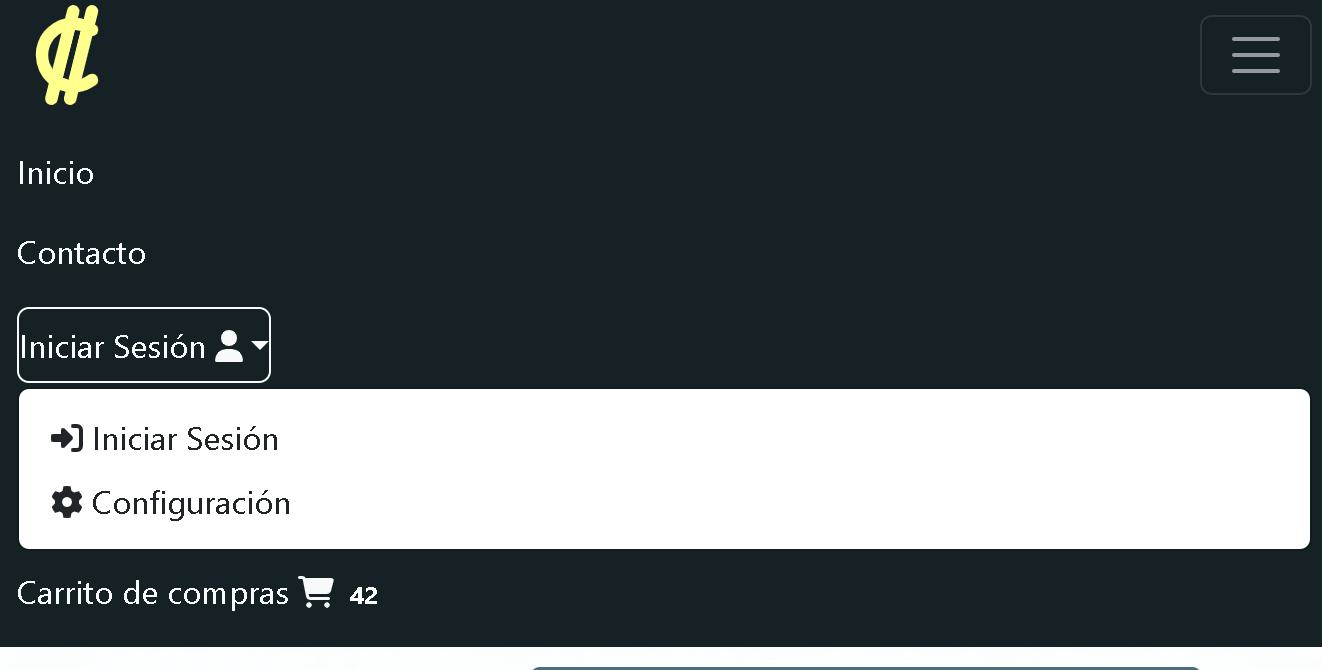 ₡
Inicio
Contacto
Iniciar Sesión
Iniciar Sesión
Configuración
Carrito de compras 42